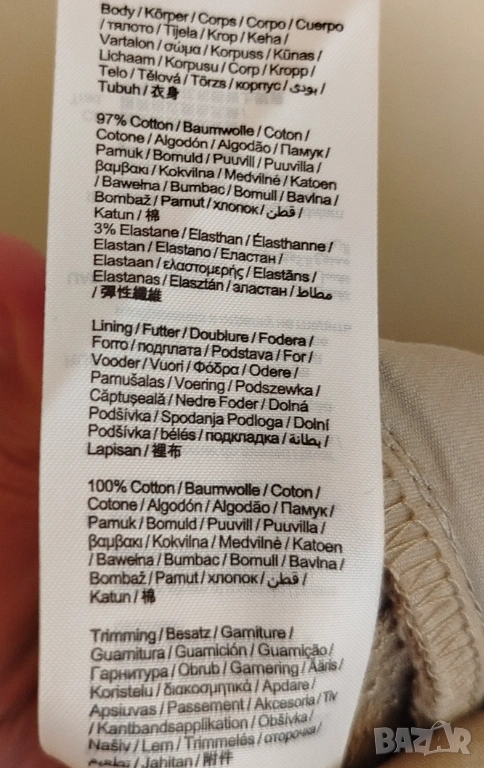 Body / Körper / Corps / Corpo / Cuerpo
/ тялото / Tijela / Krop / Keha /
Vartalon / σώμα / Korpuss / Kūnas /
Lichaam / Korpusu / Corp / Kropp /
Telo / Tělová / Törzs / корпус /
Tubuh / 衣身
97% Cotton / Baumwolle / Coton /
Cotone / Algodón / Algodão / Памук /
Pamuk / Bomuld / Puuvill / Puuvilla /
βαμβακι / Kokvilna / Medvilnė / Katoen
/ Bawełna / Bumbac / Bomull / Bavlna /
Bombaž / Pamut / хлопок / قطن /
Katun / 棉
3% Elastane / Elasthan / Élasthanne /
Elastan / Elastano / Еластан /
Elastaan / ελαστομερής / Elastāns /
Elastanas / Elasztán / эластан / مطاط
/ 彈性纖維
Lining / Futter / Doublure / Fodera /
Forro / подплата / Podstava / For /
Vooder / Vuori / Φόδρα / Odere /
Pamušalas / Voering / Podszewka /
Căptușeală / Nedre Foder / Dolná
Podšívka / Spodanja Podloga / Dolní
Podšívka / bélés / подкладка / بطانة /
Lapisan / 裡布
100% Cotton / Baumwolle / Coton /
Cotone / Algodón / Algodão / Памук /
Pamuk / Bomuld / Puuvill / Puuvilla /
βαμβακι / Kokvilna / Medvilnė / Katoen
/ Bawełna / Bumbac / Bomull / Bavlna /
Bombaž / Pamut / хлопок / قطن /
Katun / 棉
Trimming / Besatz / Garniture /
Guarnitura / Guarnición / Guarnição /
Гарнитура / Obrub / Garnering / Ääris /
Koristelu / διακοσμητικά / Apdare /
Apsiuvas / Passement / Akcesoria / Tiv
/ Kantbandsapplikation / Obšívka /
Našiv / Lem / Trimmelés / оторочка /
/ Jahitan / 附件
BAZAR